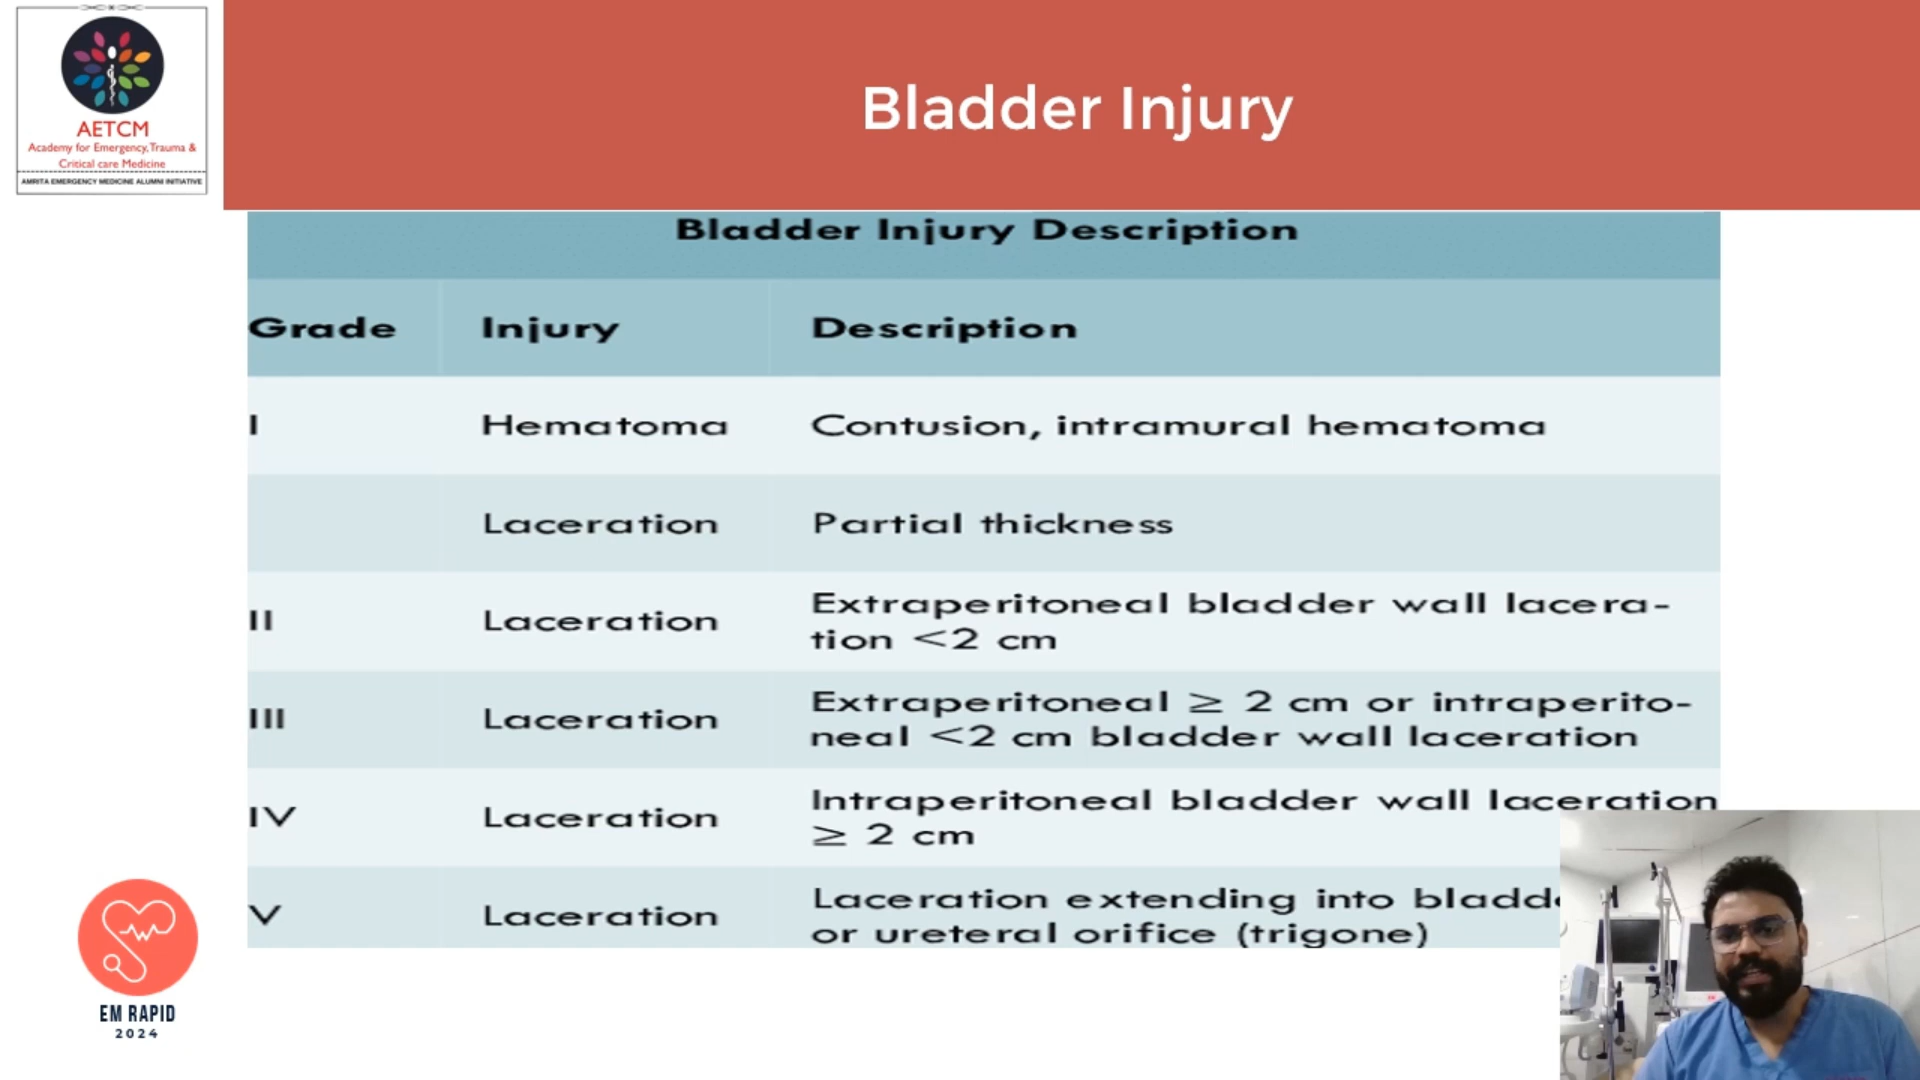 AETCM
Academy for Emergency, Trauma &
Critical care Medicine
AMRITA EMERGENCY MEDICINE ALUMNI INITIATIVE
Bladder Injury
Bladder Injury Description
Grade Injury Description
I Hematoma Contusion, intramural hematoma
Laceration Partial thickness
II Laceration Extraperitoneal bladder wall lacera-
tion <2 cm
III Laceration Extraperitoneal ≥ 2 cm or intraperito-
neal <2 cm bladder wall laceration
IV Laceration Intraperitoneal bladder wall laceration
≥ 2 cm
V Laceration Laceration extending into
or ureteral orifice (trigone)
EM RAPID
2024